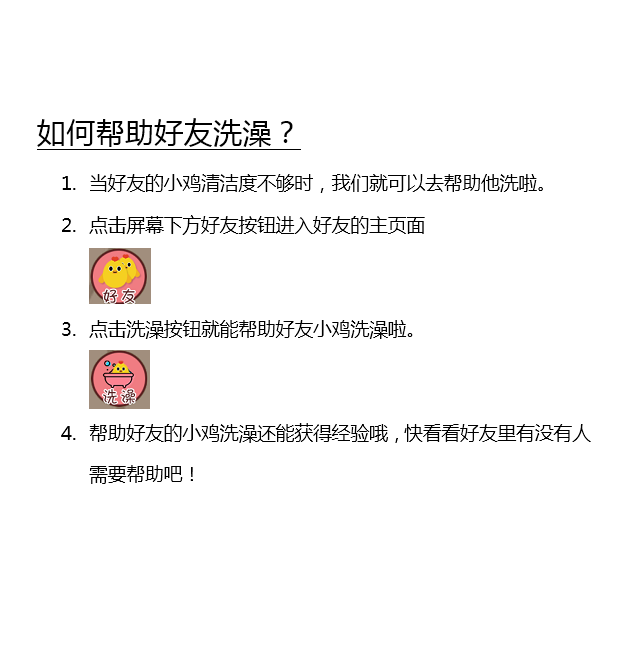 如何帮助好友洗澡？
1. 当好友的小鸡清洁度不够时，我们就可以去帮助他洗啦。
2. 点击屏幕下方好友按钮进入好友的主页面
好友
3. 点击洗澡按钮就能帮助好友小鸡洗澡啦。
洗澡
4. 帮助好友的小鸡洗澡还能获得经验哦，快看看好友里有没有人
需要帮助吧！